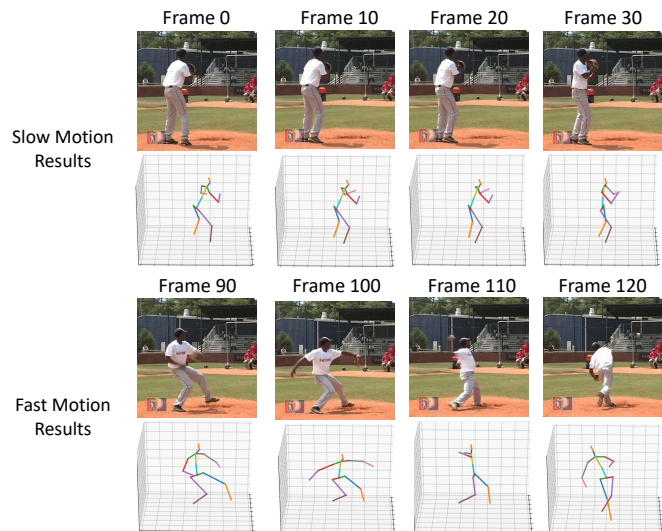 Frame 0 Frame 10 Frame 20 Frame 30
Slow Motion
Results
Frame 90 Frame 100 Frame 110 Frame 120
Fast Motion
Results